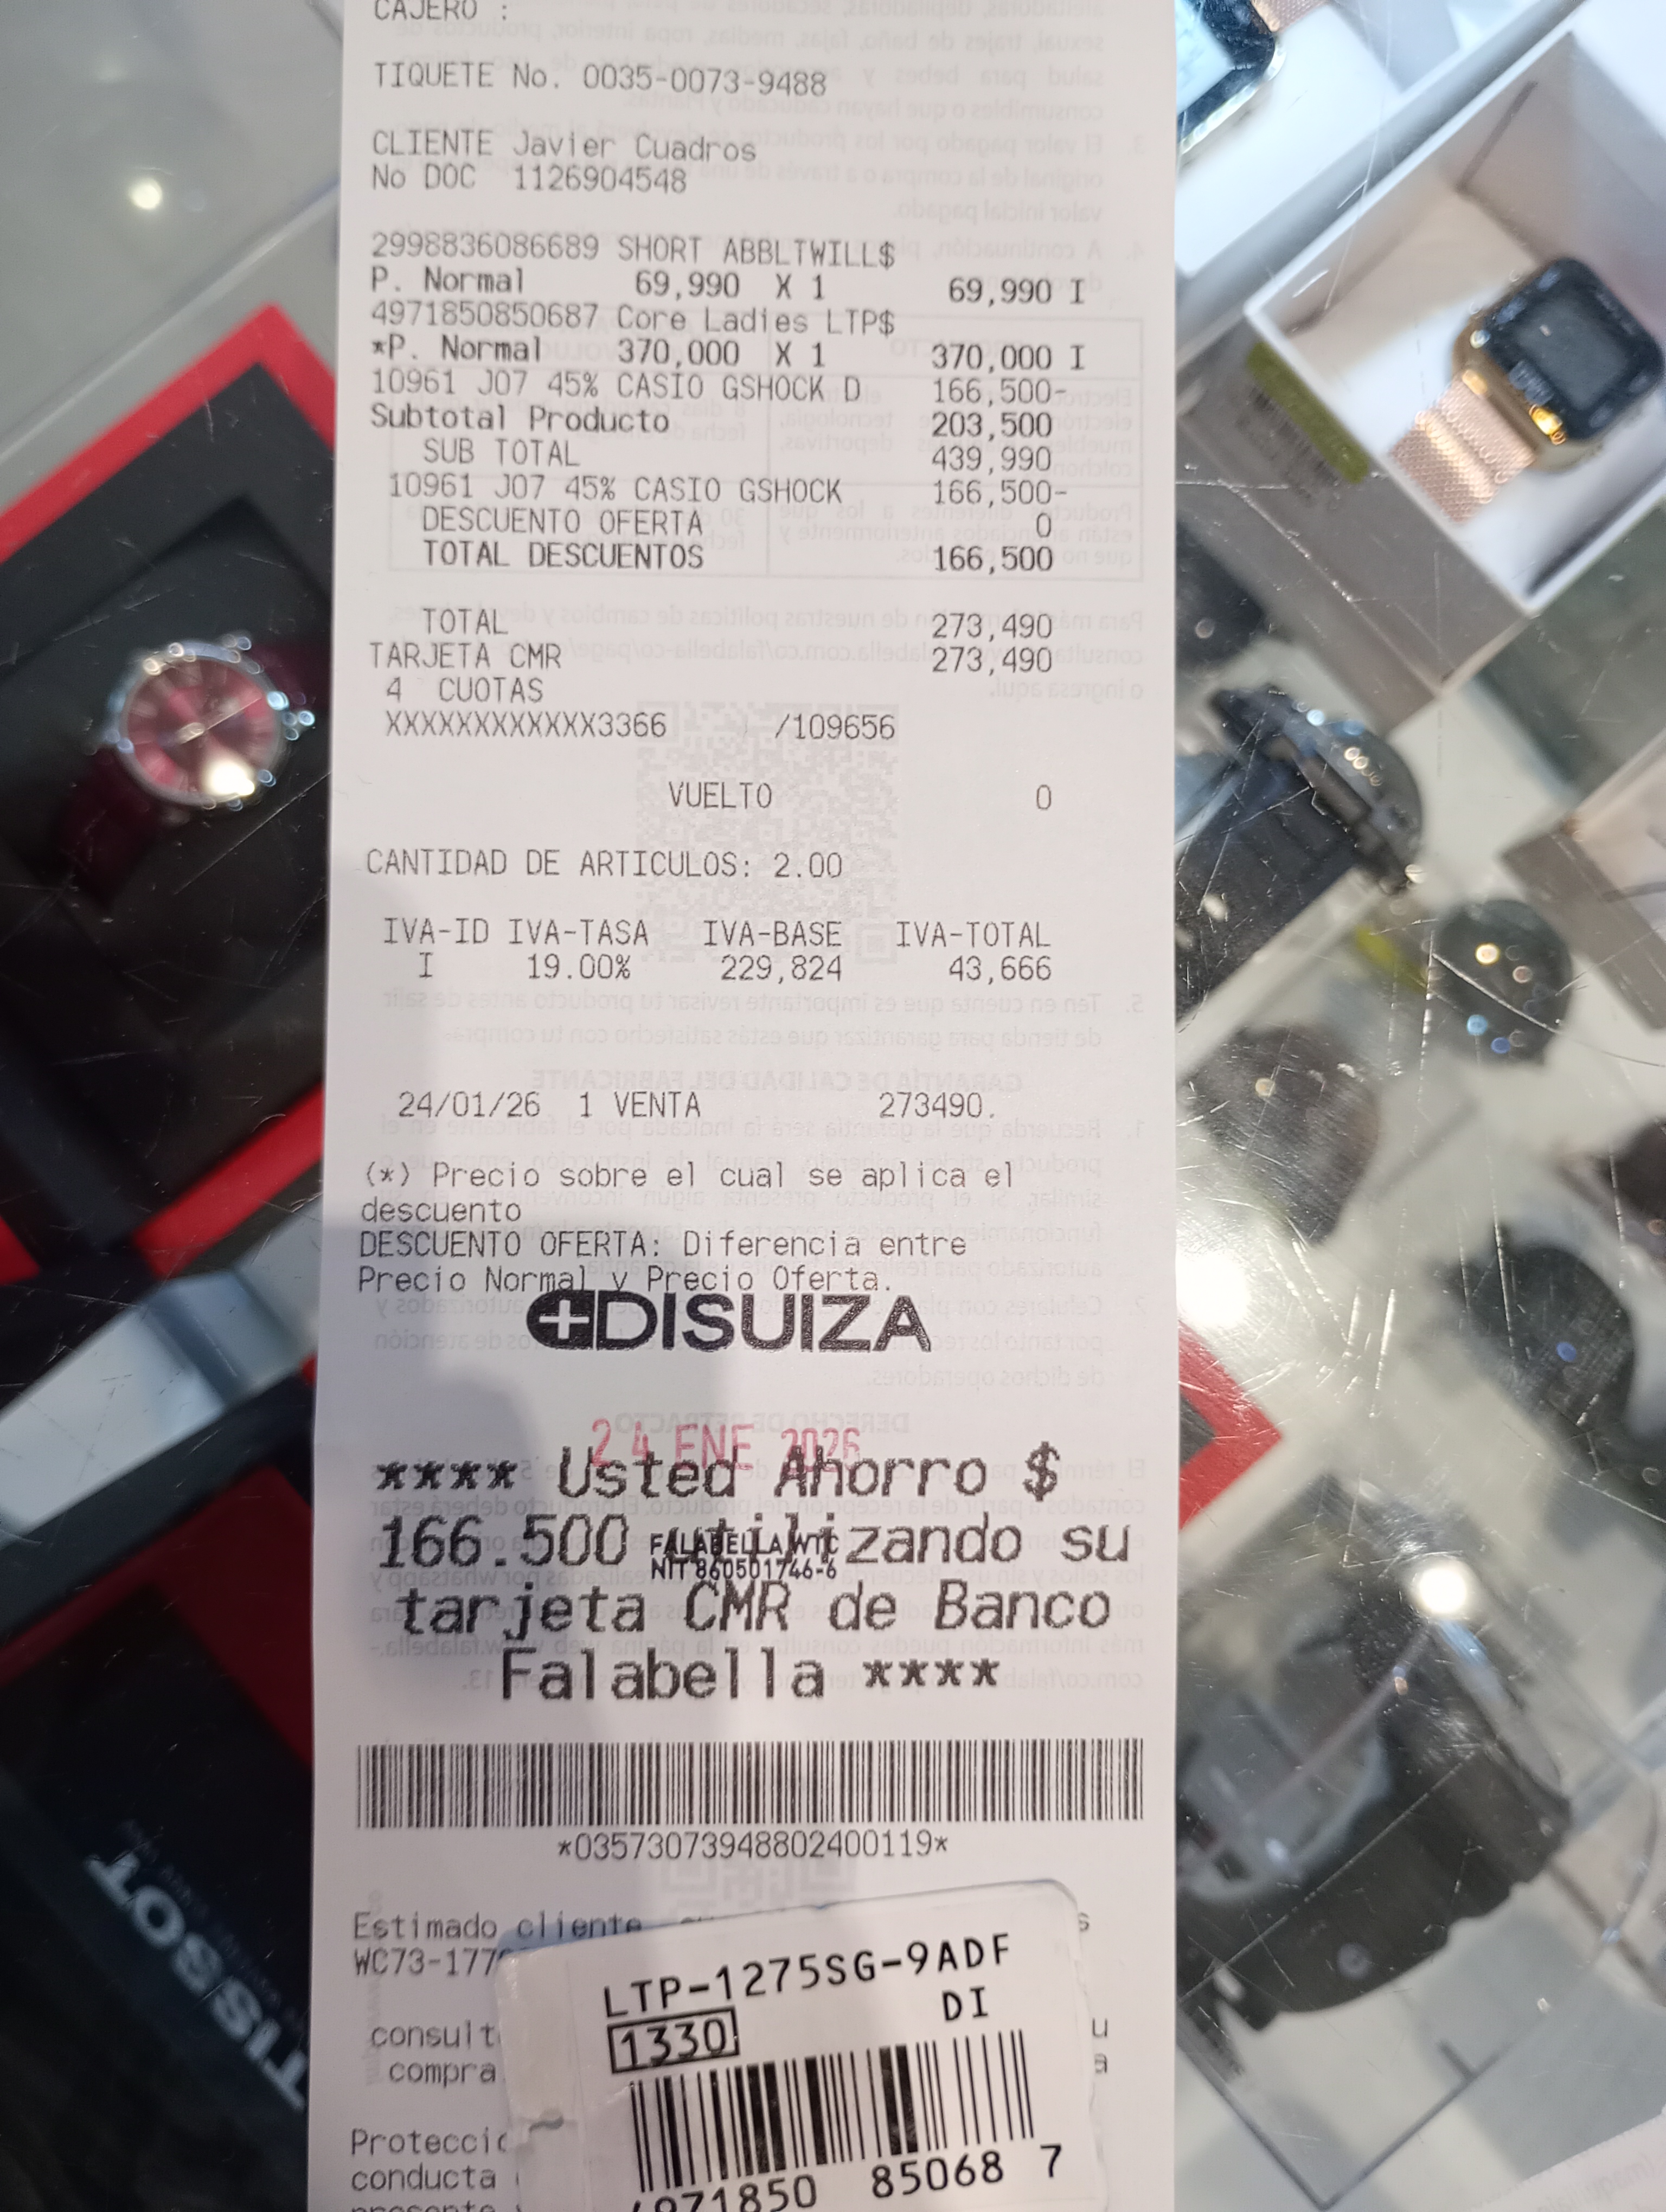 CAJERO :
TIQUETE No. 0035-0073-9488
CLIENTE Javier Cuadros
No DOC 1126904548
2998836086689 SHORT ABBLTWILL$
P. Normal 69,990 X 1 69,990 I
4971850850687 Core Ladies LTP$
*P. Normal 370,000 X 1 370,000 I
10961 J07 45% CASIO GSHOCK D 166,500-
Subtotal Producto 203,500
SUB TOTAL 439,990
10961 J07 45% CASIO GSHOCK 166,500-
DESCUENTO OFERTA 0
TOTAL DESCUENTOS 166,500
TOTAL 273,490
TARJETA CMR 273,490
4 CUOTAS
XXXXXXXXXXXX3366 /109656
VUELTO 0
CANTIDAD DE ARTICULOS: 2.00
IVA-ID IVA-TASA IVA-BASE IVA-TOTAL
I 19.00% 229,824 43,666
24/01/26 1 VENTA 273490.
(*) Precio sobre el cual se aplica el
descuento
DESCUENTO OFERTA: Diferencia entre
Precio Normal y Precio Oferta.
DISUIZA
24 ENE 2026
**** Usted Ahorro $
166.500 utilizando su
FALABELLA WTC
NIT 860501746-6
tarjeta CMR de Banco
Falabella ****
*03573073948802400119*
Estimado cliente
WC73-177
consult
compra
LTP-1275SG-9ADF
DI
1330
4971850 85068 7
conducta
TISSOT